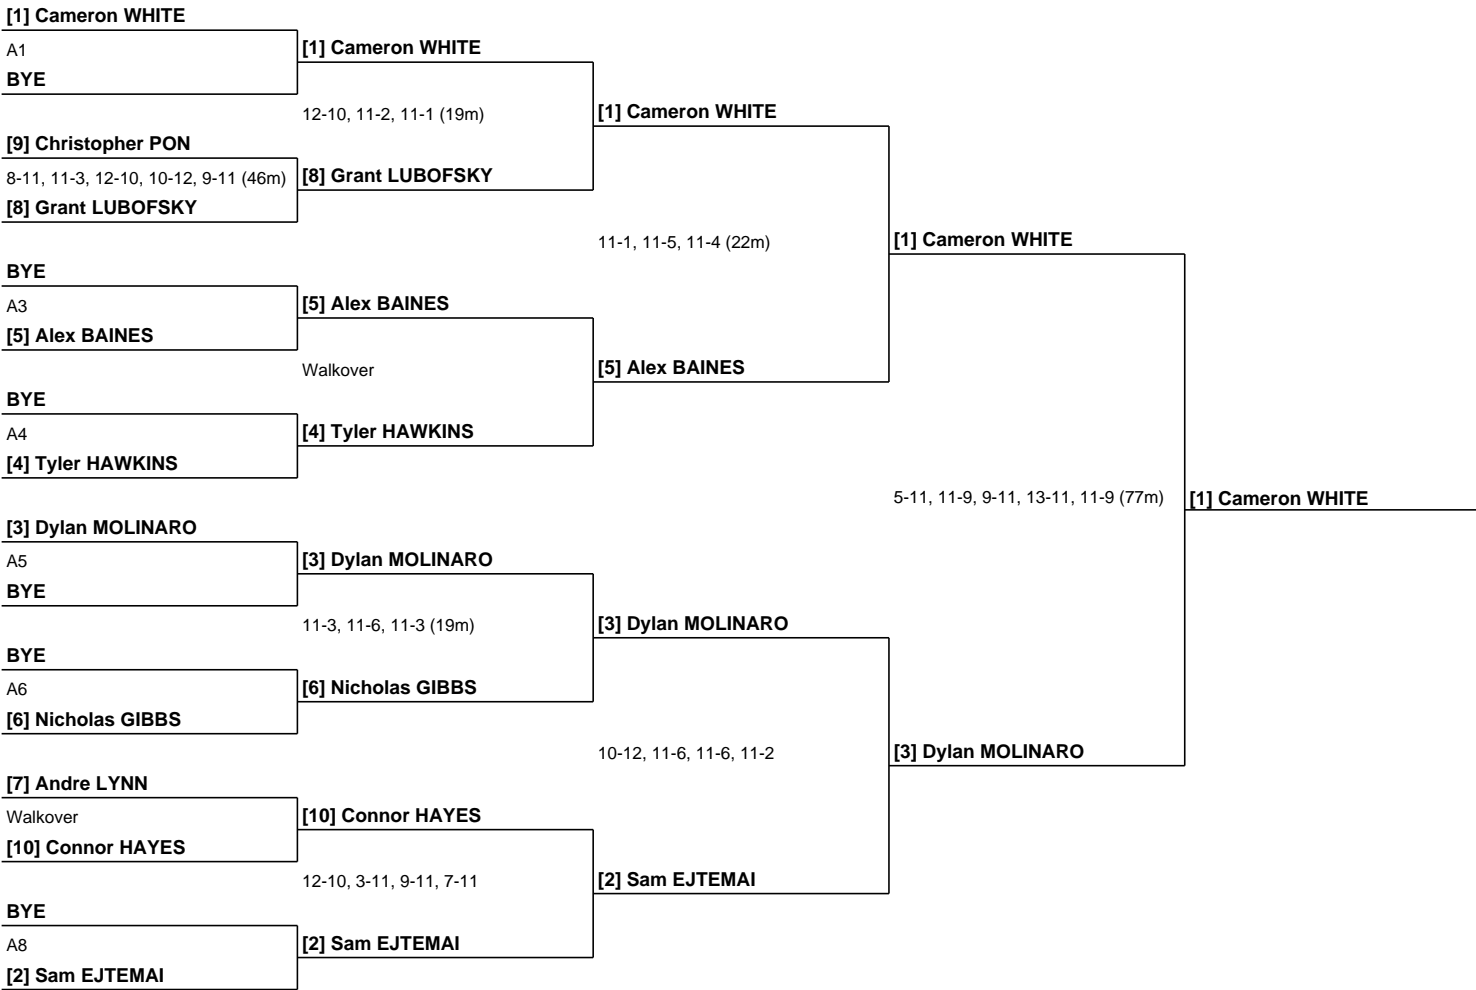 [1] Cameron WHITE
A1
BYE
[9] Christopher PON
8-11, 11-3, 12-10, 10-12, 9-11 (46m)
[8] Grant LUBOFSKY
BYE
A3
[5] Alex BAINES
BYE
A4
[4] Tyler HAWKINS
[3] Dylan MOLINARO
A5
BYE
BYE
A6
[6] Nicholas GIBBS
[7] Andre LYNN
Walkover
[10] Connor HAYES
BYE
A8
[2] Sam EJTEMAI
[1] Cameron WHITE
12-10, 11-2, 11-1 (19m)
[8] Grant LUBOFSKY
[5] Alex BAINES
Walkover
[4] Tyler HAWKINS
[3] Dylan MOLINARO
11-3, 11-6, 11-3 (19m)
[6] Nicholas GIBBS
[10] Connor HAYES
12-10, 3-11, 9-11, 7-11
[2] Sam EJTEMAI
[1] Cameron WHITE
11-1, 11-5, 11-4 (22m)
[5] Alex BAINES
[3] Dylan MOLINARO
10-12, 11-6, 11-6, 11-2
[2] Sam EJTEMAI
[1] Cameron WHITE
5-11, 11-9, 9-11, 13-11, 11-9 (77m)
[3] Dylan MOLINARO
[1] Cameron WHITE